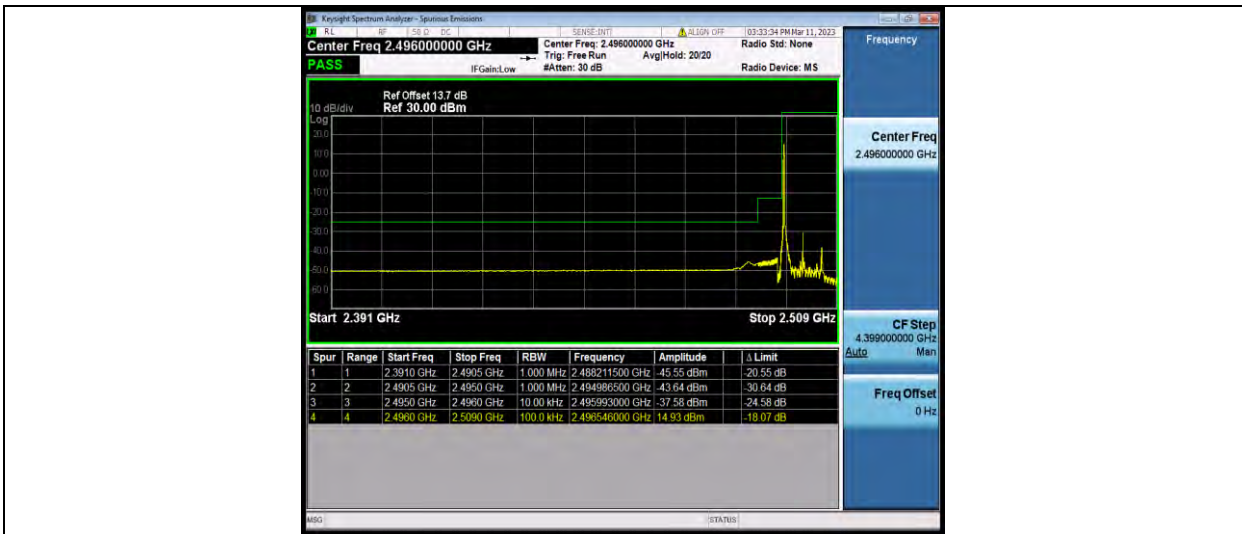 Keysight Spectrum Analyzer - Spurious Emissions
RL RF 50 Ω DC SENSE:INT ALIGN OFF 03:33:34 PM Mar 11, 2023
Center Freq 2.496000000 GHz
Center Freq: 2.496000000 GHz Radio Std: None
Trig: Free Run Avg|Hold: 20/20
PASS IFGain:Low #Atten: 30 dB Radio Device: MS
Frequency
Ref Offset 13.7 dB
10 dB/div Ref 30.00 dBm
Log
20.0
10.0
0.00
-10.0
-20.0
-30.0
-40.0
-50.0
-60.0
Start 2.391 GHz Stop 2.509 GHz
Center Freq
2.496000000 GHz
CF Step
4.399000000 GHz
Auto Man
Freq Offset
0 Hz
Spur Range Start Freq Stop Freq RBW Frequency Amplitude Δ Limit
1 1 2.3910 GHz 2.4905 GHz 1.000 MHz 2.488211500 GHz -45.55 dBm -20.55 dB
2 2 2.4905 GHz 2.4950 GHz 1.000 MHz 2.494986500 GHz -43.64 dBm -30.64 dB
3 3 2.4950 GHz 2.4960 GHz 10.00 kHz 2.495993000 GHz -37.58 dBm -24.58 dB
4 4 2.4960 GHz 2.5090 GHz 100.0 kHz 2.496546000 GHz 14.93 dBm -18.07 dB
MSG STATUS